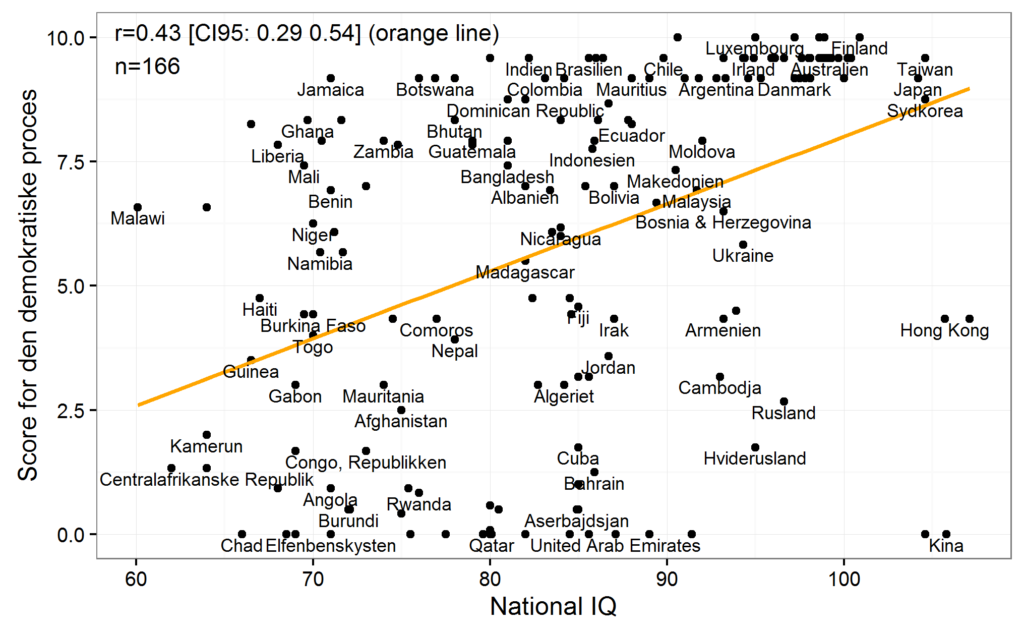 r=0.43 [CI95: 0.29 0.54] (orange line)
n=166
Score for den demokratiske proces
10.0
7.5
5.0
2.5
0.0
Luxembourg Finland
Indien Brasilien Chile Irland Australien Taiwan
Jamaica Botswana Colombia Mauritius Argentina Danmark Japan
Dominican Republic Sydkorea
Ghana Bhutan Ecuador
Liberia Zambia Guatemala Indonesien Moldova
Mali Bangladesh Makedonien
Benin Albanien Bolivia Malaysia
Malawi Bosnia & Herzegovina
Niger Nicaragua
Namibia Madagascar Ukraine
Haiti Fiji
Burkina Faso Comoros Irak Armenien Hong Kong
Togo Nepal
Guinea Jordan
Gabon Mauritania Algeriet Cambodja
Afghanistan Rusland
Kamerun Cuba Hviderusland
Congo, Republikken
Centralafrikanske Republik Bahrain
Angola Rwanda
Burundi Aserbajdsjan
Chad Elfenbenskysten Qatar United Arab Emirates Kina
60 70 80 90 100
National IQ